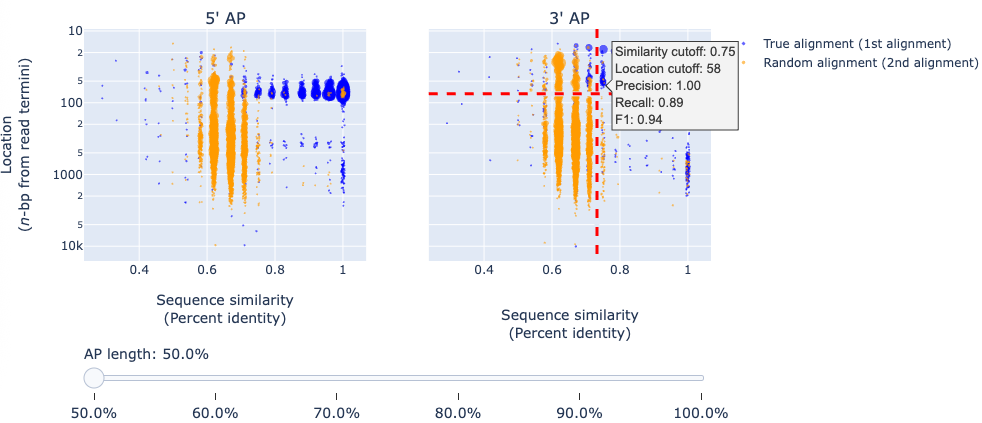 5' AP
3' AP
10
2
5
100
2
5
1000
2
5
10k
Location
(n-bp from read termini)
0.4
0.6
0.8
1
0.4
0.6
0.8
1
Sequence similarity
(Percent identity)
Sequence similarity
(Percent identity)
Similarity cutoff: 0.75
Location cutoff: 58
Precision: 1.00
Recall: 0.89
F1: 0.94
True alignment (1st alignment)
Random alignment (2nd alignment)
AP length: 50.0%
50.0%
60.0%
70.0%
80.0%
90.0%
100.0%